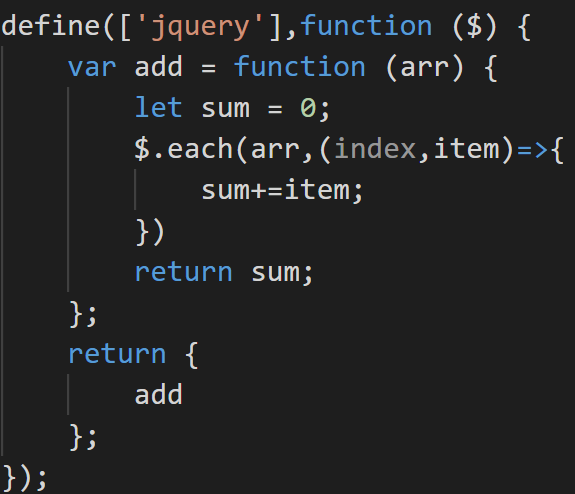 define(['jquery'],function ($) {
    var add = function (arr) {
        let sum = 0;
        $.each(arr,(index,item)=>{
            sum+=item;
        })
        return sum;
    };
    return {
        add
    };
});